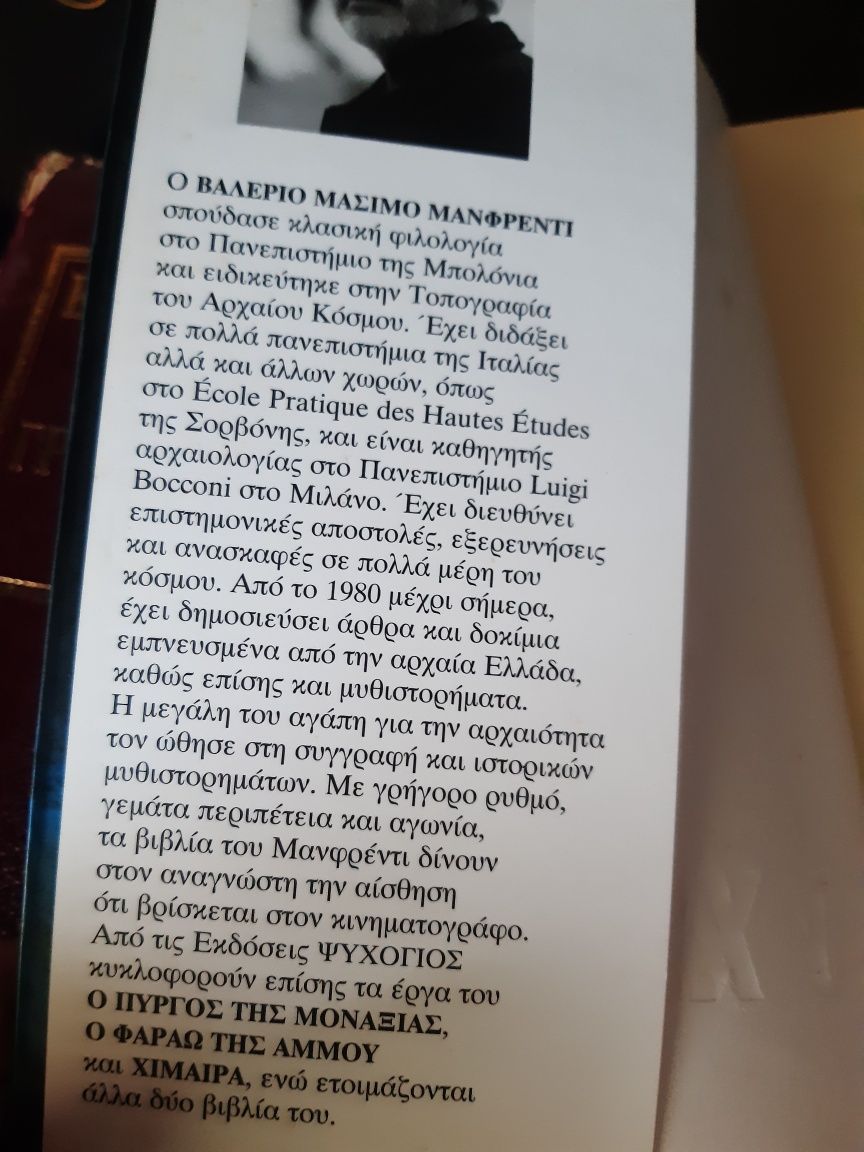 Ο ΒΑΛΕΡΙΟ ΜΑΣΙΜΟ ΜΑΝΦΡΕΝΤΙ
σπούδασε κλασική φιλολογία
στο Πανεπιστήμιο της Μπολόνια
και ειδικεύτηκε στην Τοπογραφία
του Αρχαίου Κόσμου. Έχει διδάξει
σε πολλά πανεπιστήμια της Ιταλίας
αλλά και άλλων χωρών, όπως
στο École Pratique des Hautes Études
της Σορβόνης, και είναι καθηγητής
αρχαιολογίας στο Πανεπιστήμιο Luigi
Bocconi στο Μιλάνο. Έχει διευθύνει
επιστημονικές αποστολές, εξερευνήσεις
και ανασκαφές σε πολλά μέρη του
κόσμου. Από το 1980 μέχρι σήμερα,
έχει δημοσιεύσει άρθρα και δοκίμια
εμπνευσμένα από την αρχαία Ελλάδα,
καθώς επίσης και μυθιστορήματα.
Η μεγάλη του αγάπη για την αρχαιότητα
τον ώθησε στη συγγραφή και ιστορικών
μυθιστορημάτων. Με γρήγορο ρυθμό,
γεμάτα περιπέτεια και αγωνία,
τα βιβλία του Μανφρέντι δίνουν
στον αναγνώστη την αίσθηση
ότι βρίσκεται στον κινηματογράφο.
Από τις Εκδόσεις ΨΥΧΟΓΙΟΣ
κυκλοφορούν επίσης τα έργα του
Ο ΠΥΡΓΟΣ ΤΗΣ ΜΟΝΑΞΙΑΣ,
Ο ΦΑΡΑΩ ΤΗΣ ΑΜΜΟΥ
και ΧΙΜΑΙΡΑ, ενώ ετοιμάζονται
άλλα δύο βιβλία του.